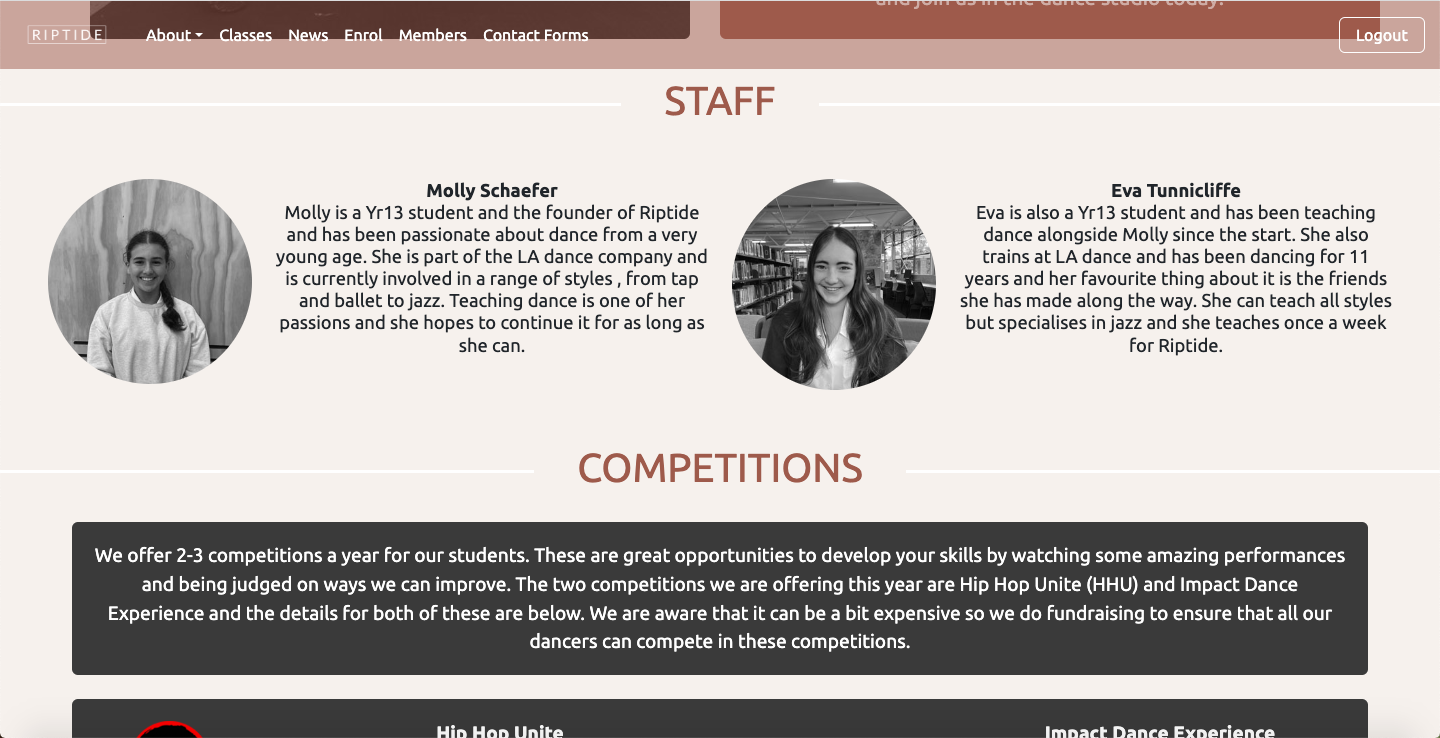 and join us in the dance studio today!
RIPTIDE
About Classes News Enrol Members Contact Forms Logout
STAFF
Molly Schaefer
Molly is a Yr13 student and the founder of Riptide
and has been passionate about dance from a very
young age. She is part of the LA dance company and
is currently involved in a range of styles , from tap
and ballet to jazz. Teaching dance is one of her
passions and she hopes to continue it for as long as
she can.
Eva Tunnicliffe
Eva is also a Yr13 student and has been teaching
dance alongside Molly since the start. She also
trains at LA dance and has been dancing for 11
years and her favourite thing about it is the friends
she has made along the way. She can teach all styles
but specialises in jazz and she teaches once a week
for Riptide.
COMPETITIONS
We offer 2-3 competitions a year for our students. These are great opportunities to develop your skills by watching some amazing performances
and being judged on ways we can improve. The two competitions we are offering this year are Hip Hop Unite (HHU) and Impact Dance
Experience and the details for both of these are below. We are aware that it can be a bit expensive so we do fundraising to ensure that all our
dancers can compete in these competitions.
Hip Hop Unite
Impact Dance Experience